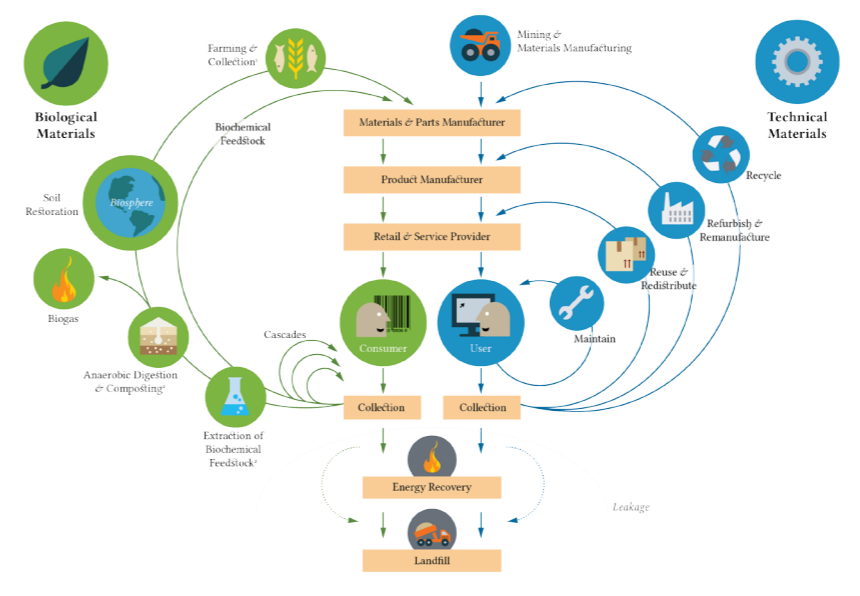 Farming &
Collection¹
Mining &
Materials Manufacturing
Biological
Materials
Technical
Materials
Materials & Parts Manufacturer
Biochemical
Feedstock
Recycle
Product Manufacturer
Soil
Restoration
Biosphere
Refurbish &
Remanufacture
Retail & Service Provider
Reuse &
Redistribute
Biogas
Cascades
Maintain
Consumer
User
Anaerobic Digestion
& Composting²
Collection
Collection
Extraction of
Biochemical
Feedstock²
Energy Recovery
Leakage
Landfill